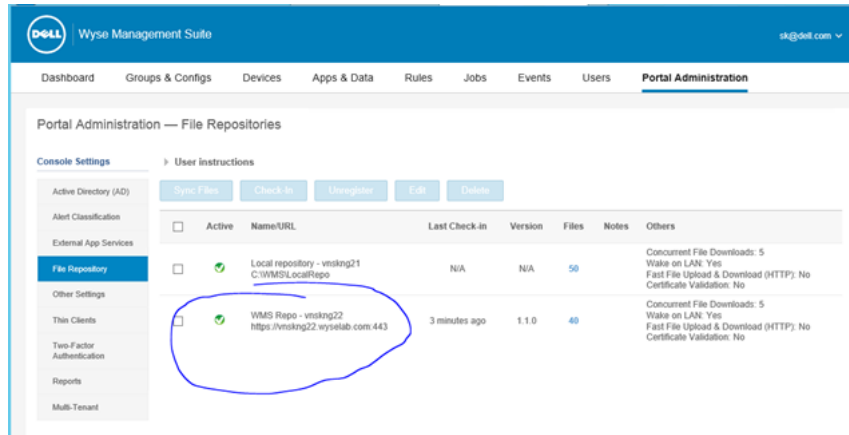 DELL
Wyse Management Suite
sk@dell.com
Dashboard Groups & Configs Devices Apps & Data Rules Jobs Events Users Portal Administration
Portal Administration — File Repositories
Console Settings
Active Directory (AD)
Alert Classification
External App Services
File Repository
Other Settings
Thin Clients
Two-Factor
Authentication
Reports
Multi-Tenant
User instructions
Sync Files Check-In Unregister Edit Delete
Active Name/URL Last Check-in Version Files Notes Others
Local repository - vnskng21
C:\WMS\LocalRepo
N/A N/A 50
Concurrent File Downloads: 5
Wake on LAN: Yes
Fast File Upload & Download (HTTP): No
Certificate Validation: No
WMS Repo - vnskng22
https://vnskng22.wyselab.com:443
3 minutes ago 1.1.0 40
Concurrent File Downloads: 5
Wake on LAN: Yes
Fast File Upload & Download (HTTP): No
Certificate Validation: No